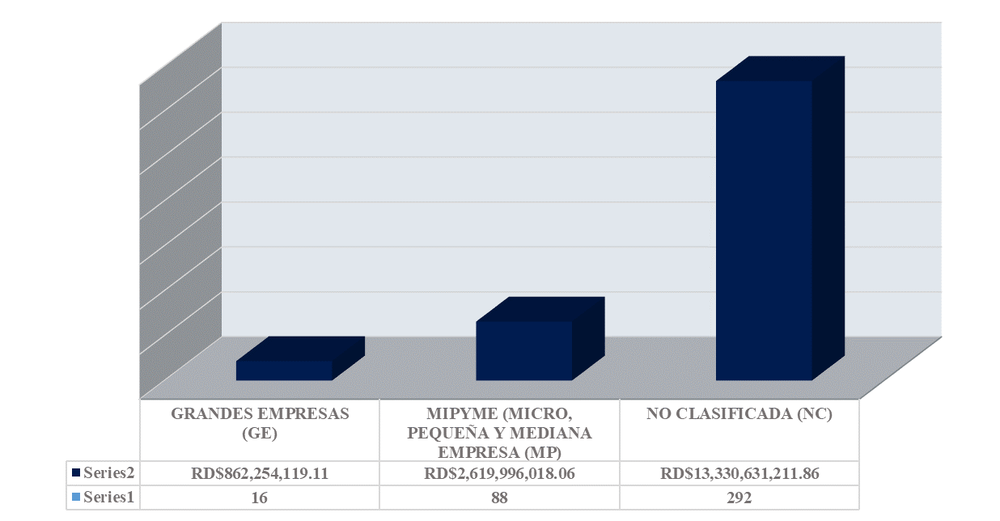 GRANDES EMPRESAS
(GE)
MIPYME (MICRO,
PEQUEÑA Y MEDIANA
EMPRESA (MP)
NO CLASIFICADA (NC)
Series2 RD$862,254,119.11 RD$2,619,996,018.06 RD$13,330,631,211.86
Series1 16 88 292